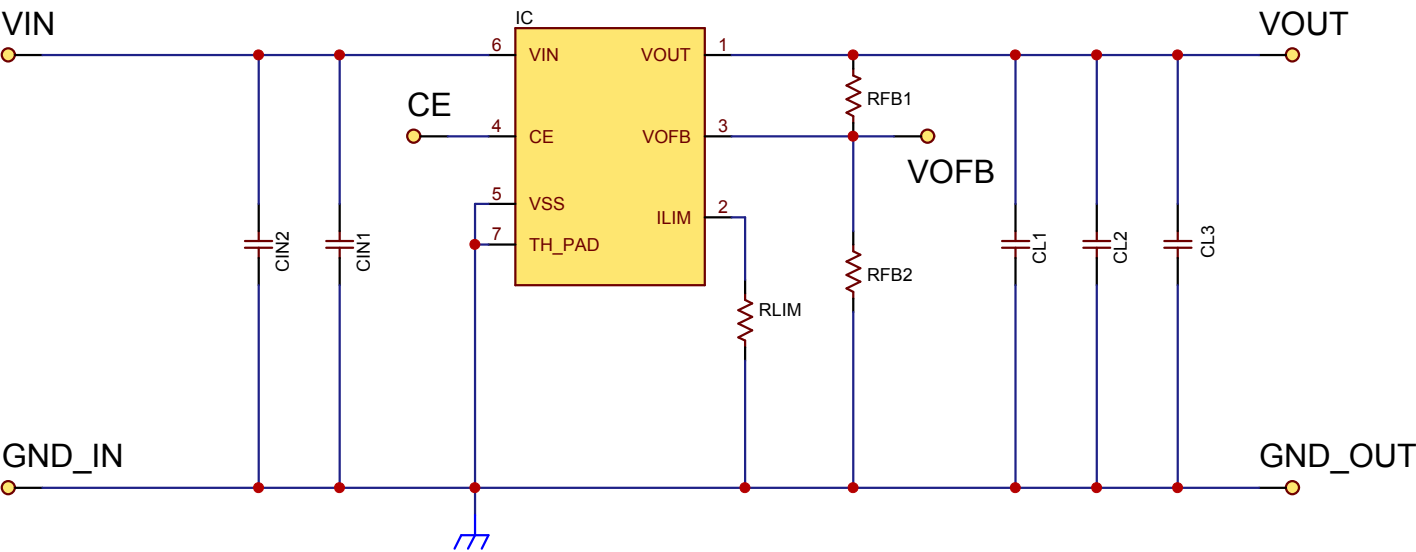 VIN
IC
VOUT
6
VIN
VOUT
1
RFB1
CE
4
CE
VOFB
3
VOFB
5
VSS
ILIM
2
7
TH_PAD
CIN2
CIN1
CL1
CL2
CL3
RFB2
RLIM
GND_IN
GND_OUT